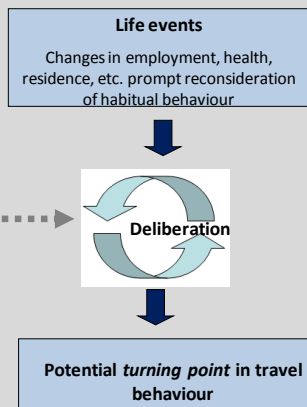 Life events
Changes in employment, health,
residence, etc. prompt reconsideration
of habitual behaviour
Deliberation
Potential turning point in travel
behaviour